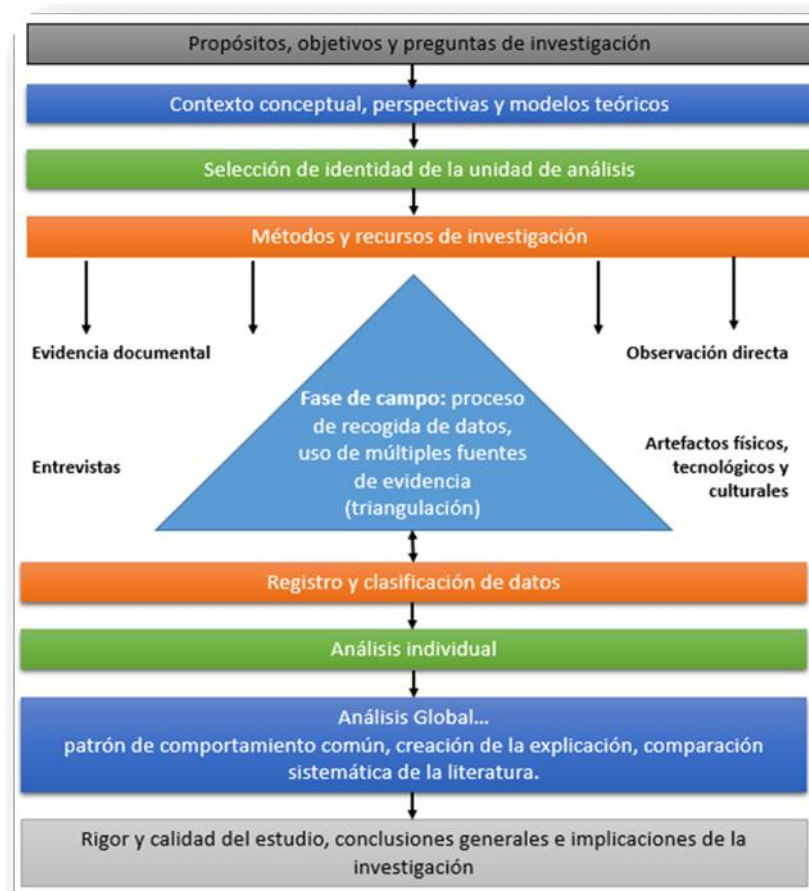 Propósitos, objetivos y preguntas de investigación
Contexto conceptual, perspectivas y modelos teóricos
Selección de identidad de la unidad de análisis
Métodos y recursos de investigación
Evidencia documental
Observación directa
Fase de campo: proceso
de recogida de datos,
uso de múltiples fuentes
de evidencia
(triangulación)
Entrevistas
Artefactos físicos,
tecnológicos y
culturales
Registro y clasificación de datos
Análisis individual
Análisis Global...
patrón de comportamiento común, creación de la explicación, comparación
sistemática de la literatura.
Rigor y calidad del estudio, conclusiones generales e implicaciones de la
investigación